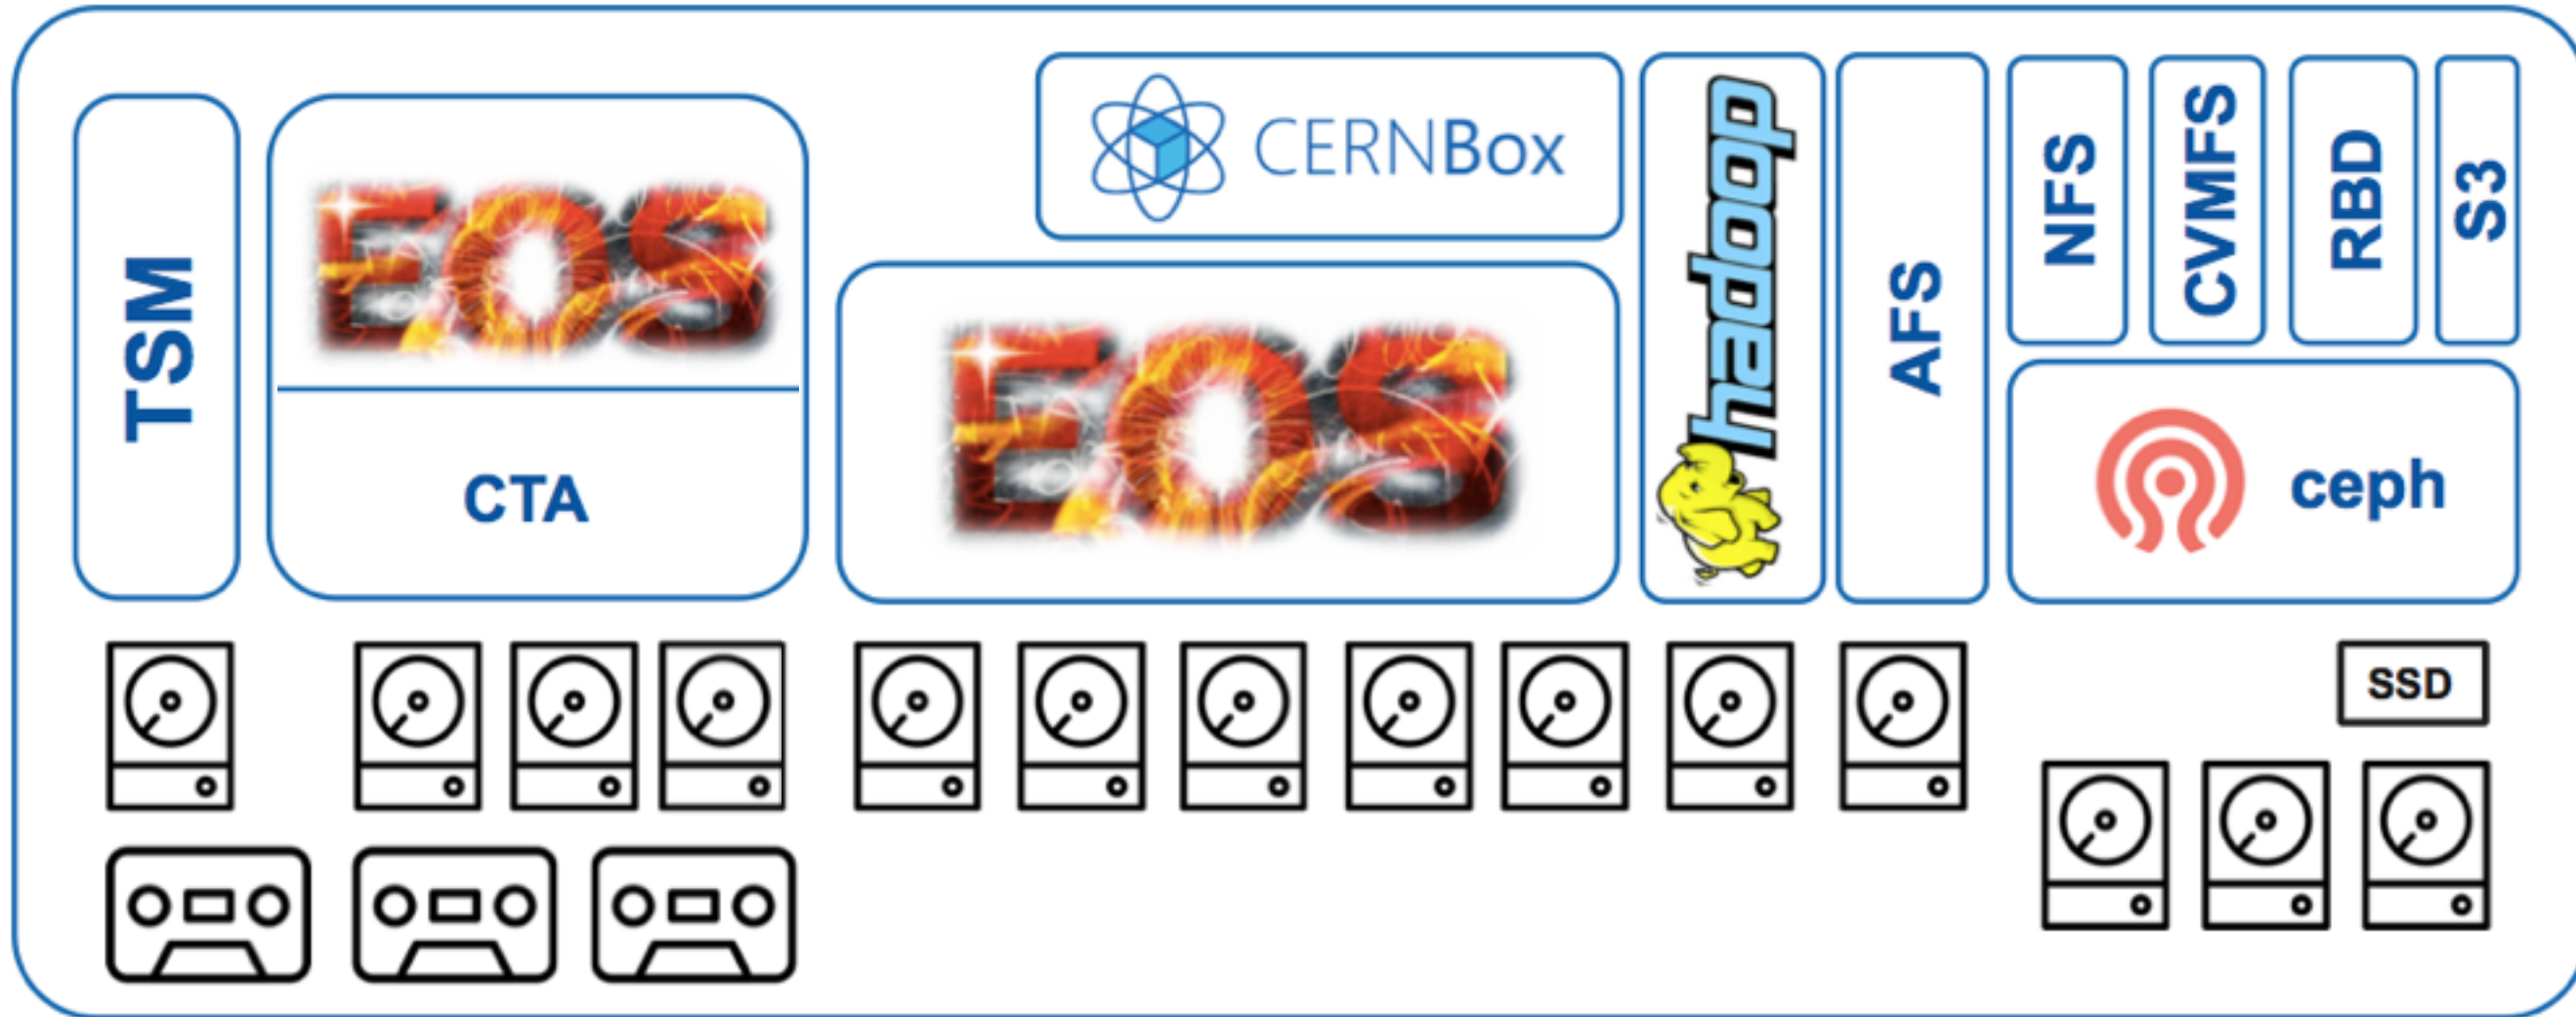 TSM
EOS
CTA
CERNBox
EOS
hadoop
AFS
NFS
CVMFS
RBD
S3
ceph
SSD